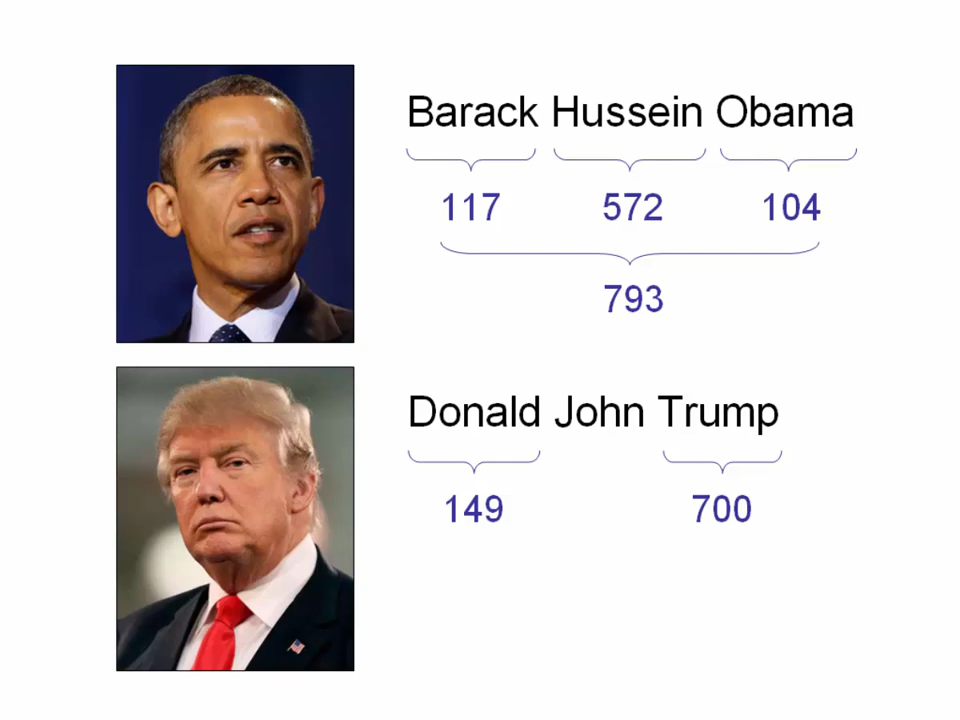 Barack Hussein Obama
117 572 104
793
Donald John Trump
149 700